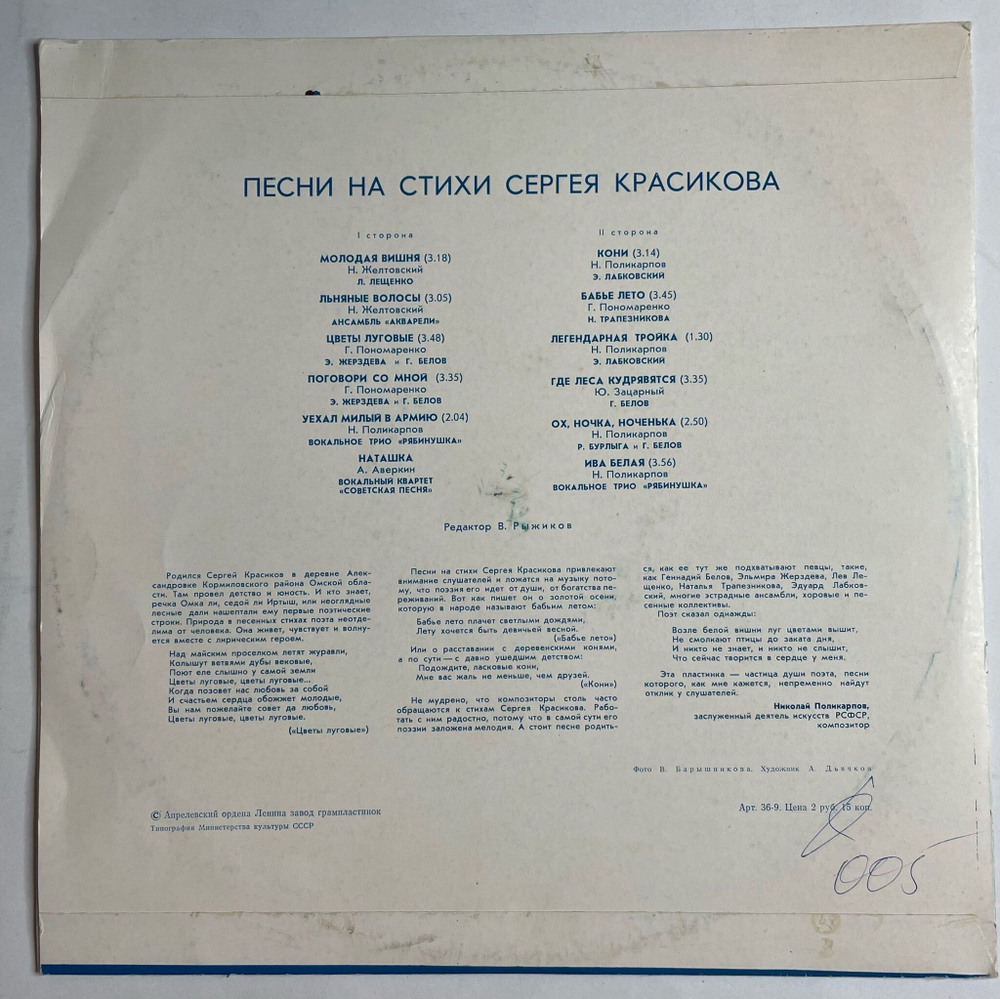 ПЕСНИ НА СТИХИ СЕРГЕЯ КРАСИКОВА
I сторона
МОЛОДАЯ ВИШНЯ (3.18)
Н. Желтовский
Л. ЛЕЩЕНКО
ЛЬНЯНЫЕ ВОЛОСЫ (3.05)
Н. Желтовский
АНСАМБЛЬ «АКВАРЕЛИ»
ЦВЕТЫ ЛУГОВЫЕ (3.48)
Г. Пономаренко
Э. ЖЕРЗДЕВА и Г. БЕЛОВ
ПОГОВОРИ СО МНОЙ (3.35)
Г. Пономаренко
Э. ЖЕРЗДЕВА и Г. БЕЛОВ
УЕХАЛ МИЛЫЙ В АРМИЮ (2.04)
Н. Поликарпов
ВОКАЛЬНОЕ ТРИО «РЯБИНУШКА»
НАТАШКА
А. Аверкин
ВОКАЛЬНЫЙ КВАРТЕТ
«СОВЕТСКАЯ ПЕСНЯ»
II сторона
КОНИ (3.14)
Н. Поликарпов
Э. ЛАБКОВСКИЙ
БАБЬЕ ЛЕТО (3.45)
Г. Пономаренко
Н. ТРАПЕЗНИКОВА
ЛЕГЕНДАРНАЯ ТРОЙКА (1.30)
Н. Поликарпов
Э. ЛАБКОВСКИЙ
ГДЕ ЛЕСА КУДРЯВЯТСЯ (3.35)
Ю. Зацарный
Г. БЕЛОВ
ОХ, НОЧКА, НОЧЕНЬКА (2.50)
Н. Поликарпов
Р. БУРЛЫГА и Г. БЕЛОВ
ИВА БЕЛАЯ (3.56)
Н. Поликарпов
ВОКАЛЬНОЕ ТРИО «РЯБИНУШКА»
Редактор В. Рыжиков
Родился Сергей Красиков в деревне Алек-
сандровке Кормиловского района Омской обла-
сти. Там провел детство и юность. И кто знает,
речка Омка ли, седой ли Иртыш, или неоглядные
лесные дали нашептали ему первые поэтические
строки. Природа в песенных стихах поэта неотде-
лима от человека. Она живет, чувствует и волну-
ется вместе с лирическим героем.
Над майским проселком летят журавли,
Колышут ветвями дубы вековые,
Поют еле слышно у самой земли
Цветы луговые, цветы луговые...
Когда позовет нас любовь за собой
И счастьем сердца обожжет молодые,
Вы нам пожелайте совет да любовь,
Цветы луговые, цветы луговые.
(«Цветы луговые»)
Песни на стихи Сергея Красикова привлекают
внимание слушателей и ложатся на музыку пото-
му, что поэзия его идет от души, от богатства пе-
реживаний. Вот как пишет он о золотой осени,
которую в народе называют бабьим летом:
Бабье лето плачет светлыми дождями,
Лету хочется быть девичьей весной.
(«Бабье лето»)
Или о расставании с деревенскими конями,
а по сути — с давно ушедшим детством:
Подождите, ласковые кони,
Мне вас жаль не меньше, чем друзей.
(«Кони»)
Не мудрено, что композиторы столь часто
обращаются к стихам Сергея Красикова. Рабо-
тать с ним радостно, потому что в самой сути его
поэзии заложена мелодия. А стоит песне родить-
ся, как ее тут же подхватывают певцы, такие,
как Геннадий Белов, Эльмира Жерздева, Лев Ле-
щенко, Наталья Трапезникова, Эдуард Лабков-
ский, многие эстрадные ансамбли, хоровые и пе-
сенные коллективы.
Поэт сказал однажды:
Возле белой вишни луг цветами вышит,
Не смолкают птицы до заката дня,
И никто не знает, и никто не слышит,
Что сейчас творится в сердце у меня.
Эта пластинка — частица души поэта, песни
которого, как мне кажется, непременно найдут
отклик у слушателей.
Николай Поликарпов,
заслуженный деятель искусств РСФСР,
композитор
Фото В. Барышникова. Художник А. Дьячков
© Апрелевский ордена Ленина завод грампластинок
Типография Министерства культуры СССР
Арт. 36-9. Цена 2 руб. 15 коп.
005